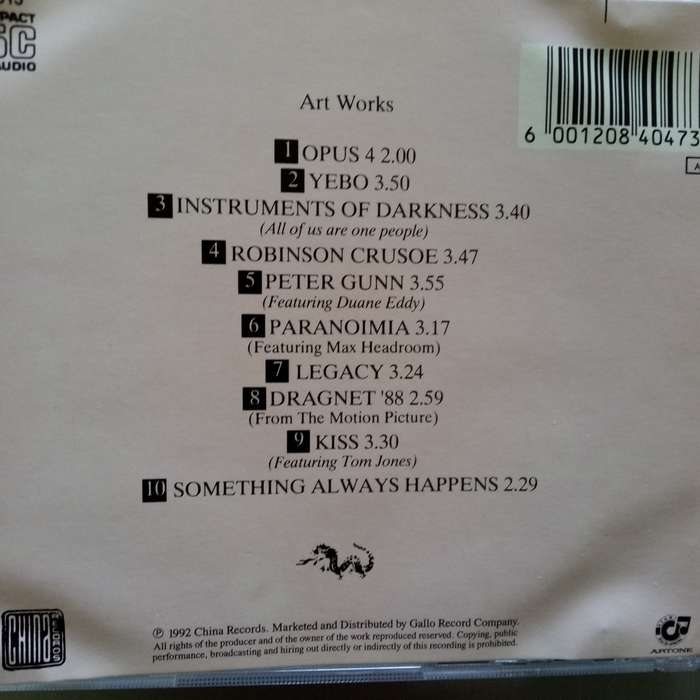 PACT
DISC
AUDIO
Art Works
6 001208 40473
1 OPUS 4 2.00
2 YEBO 3.50
3 INSTRUMENTS OF DARKNESS 3.40
(All of us are one people)
4 ROBINSON CRUSOE 3.47
5 PETER GUNN 3.55
(Featuring Duane Eddy)
6 PARANOIMIA 3.17
(Featuring Max Headroom)
7 LEGACY 3.24
8 DRAGNET '88 2.59
(From The Motion Picture)
9 KISS 3.30
(Featuring Tom Jones)
10 SOMETHING ALWAYS HAPPENS 2.29
CHINA
℗ 1992 China Records. Marketed and Distributed by Gallo Record Company.
All rights of the producer and of the owner of the work reproduced reserved. Copying, public
performance, broadcasting and hiring out directly or indirectly of this recording is prohibited.
ARTONE